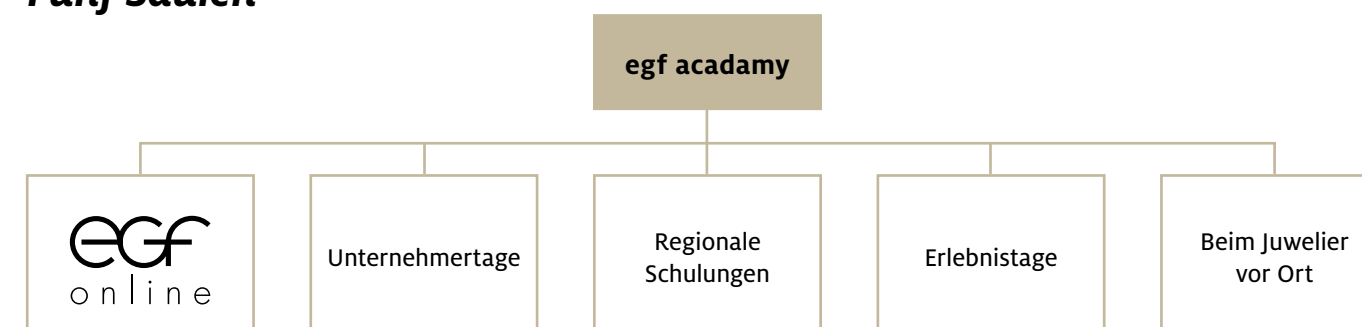 Fünf Säulen
egf acadamy
egf
online
Unternehmertage
Regionale
Schulungen
Erlebnistage
Beim Juwelier
vor Ort